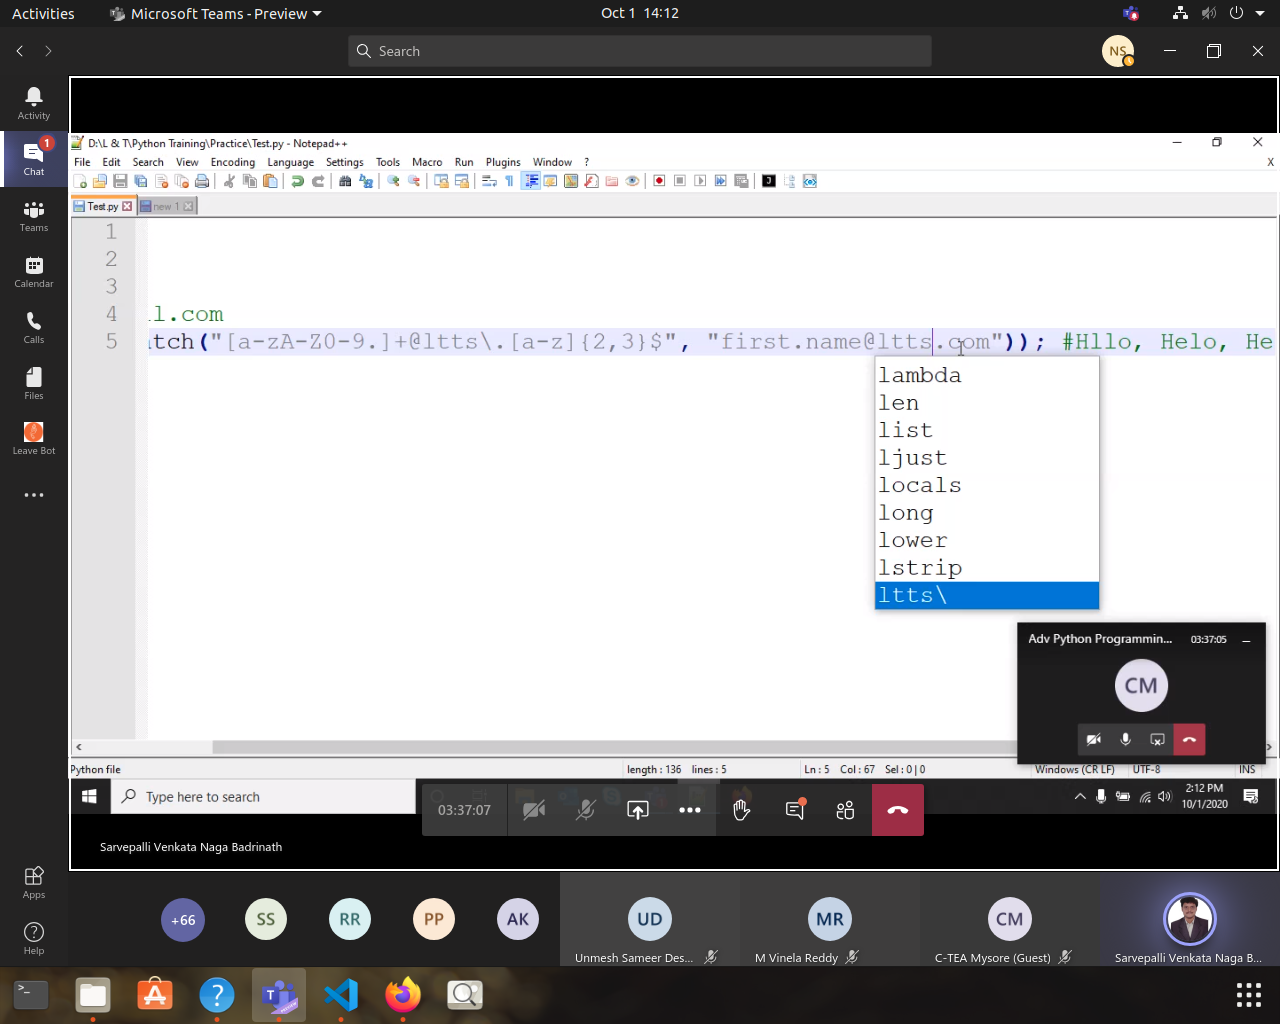 Activities Microsoft Teams - Preview Oct 1 14:12
Search NS
Activity
Chat 1
Teams
Calendar
Calls
Files
Leave Bot
Apps
Help
D:\L & T\Python Training\Practice\Test.py - Notepad++
File Edit Search View Encoding Language Settings Tools Macro Run Plugins Window ? X
Test.py new 1
1
2
3
4 il.com
5 atch("[a-zA-Z0-9.]+@ltts\.[a-z]{2,3}$", "first.name@ltts.com")); #Hllo, Helo, He
lambda
len
list
ljust
locals
long
lower
lstrip
ltts\
Adv Python Programmin... 03:37:05
CM
Python file length : 136 lines : 5 Ln : 5 Col : 67 Sel : 0 | 0 Windows (CR LF) UTF-8 INS
Type here to search
2:12 PM
10/1/2020
03:37:07
Sarvepalli Venkata Naga Badrinath
+66 SS RR PP AK UD MR CM
Unmesh Sameer Des... M Vinela Reddy C-TEA Mysore (Guest) Sarvepalli Venkata Naga B...